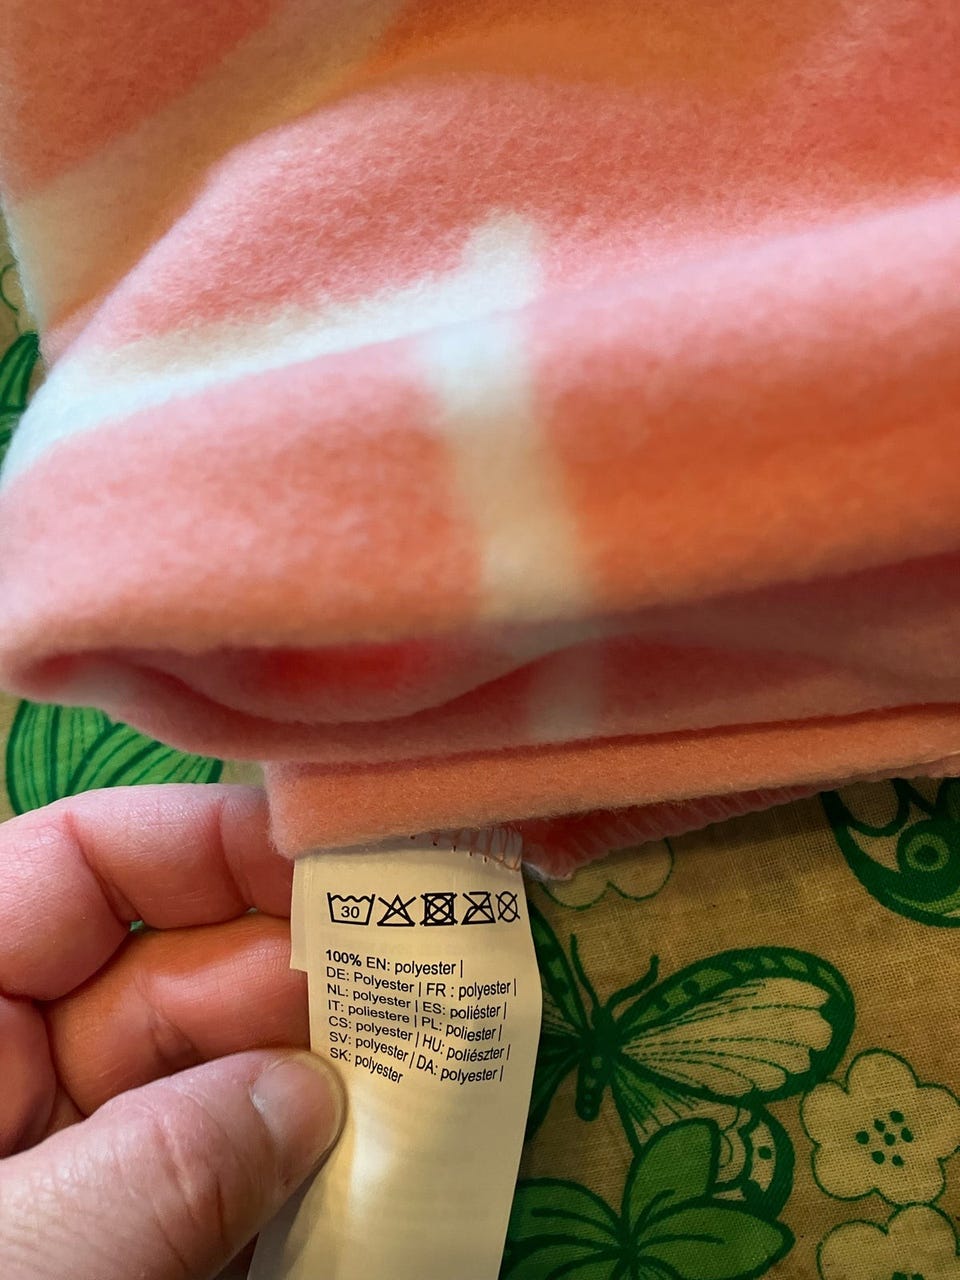 30
100% EN: polyester |
DE: Polyester | FR : polyester |
NL: polyester | ES: poliéster |
IT: poliestere | PL: poliester |
CS: polyester | HU: poliészter |
SV: polyester | DA: polyester |
SK: polyester